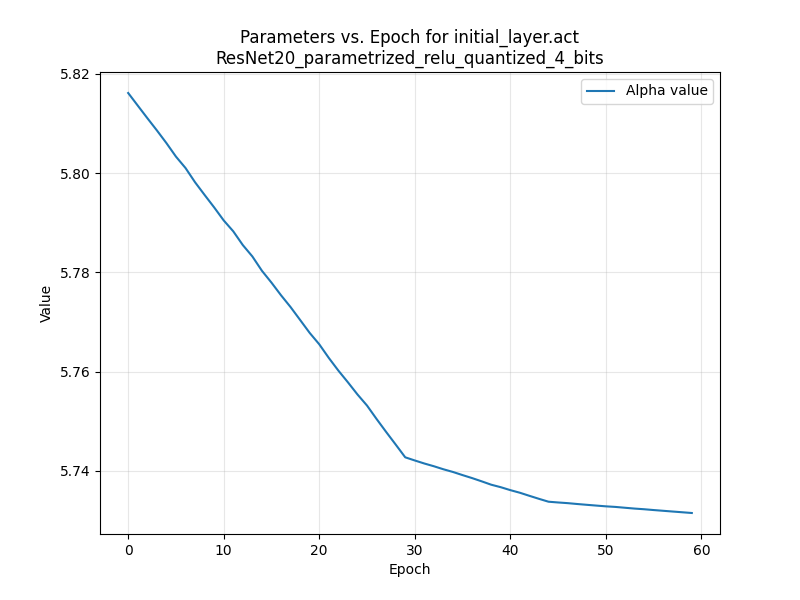 Parameters vs. Epoch for initial_layer.act
ResNet20_parametrized_relu_quantized_4_bits
Alpha value
5.82
5.80
5.78
5.76
5.74
Value
0 10 20 30 40 50 60
Epoch